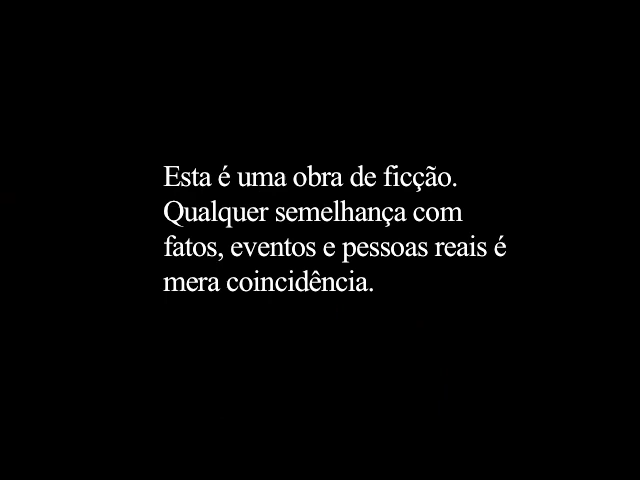 Esta é uma obra de ficção.
Qualquer semelhança com
fatos, eventos e pessoas reais é
mera coincidência.